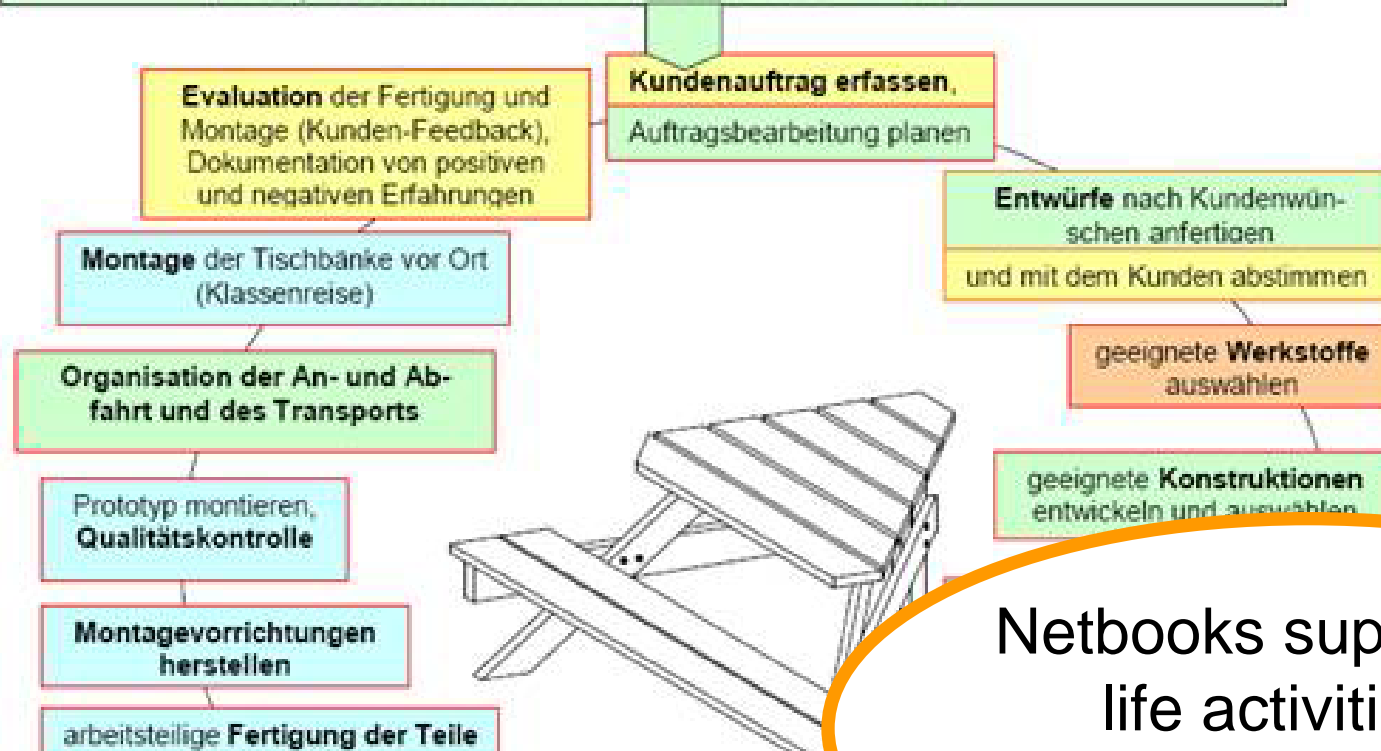 Kundenauftrag erfassen,
Auftragsbearbeitung planen
Entwürfe nach Kundenwün-
schen anfertigen
und mit dem Kunden abstimmen
geeignete Werkstoffe
auswählen
geeignete Konstruktionen
entwickeln und auswählen
Evaluation der Fertigung und
Montage (Kunden-Feedback),
Dokumentation von positiven
und negativen Erfahrungen
Montage der Tischbänke vor Ort
(Klassenreise)
Organisation der An- und Ab-
fahrt und des Transports
Prototyp montieren,
Qualitätskontrolle
Montagevorrichtungen
herstellen
arbeitsteilige Fertigung der Teile
Netbooks sup
life activiti